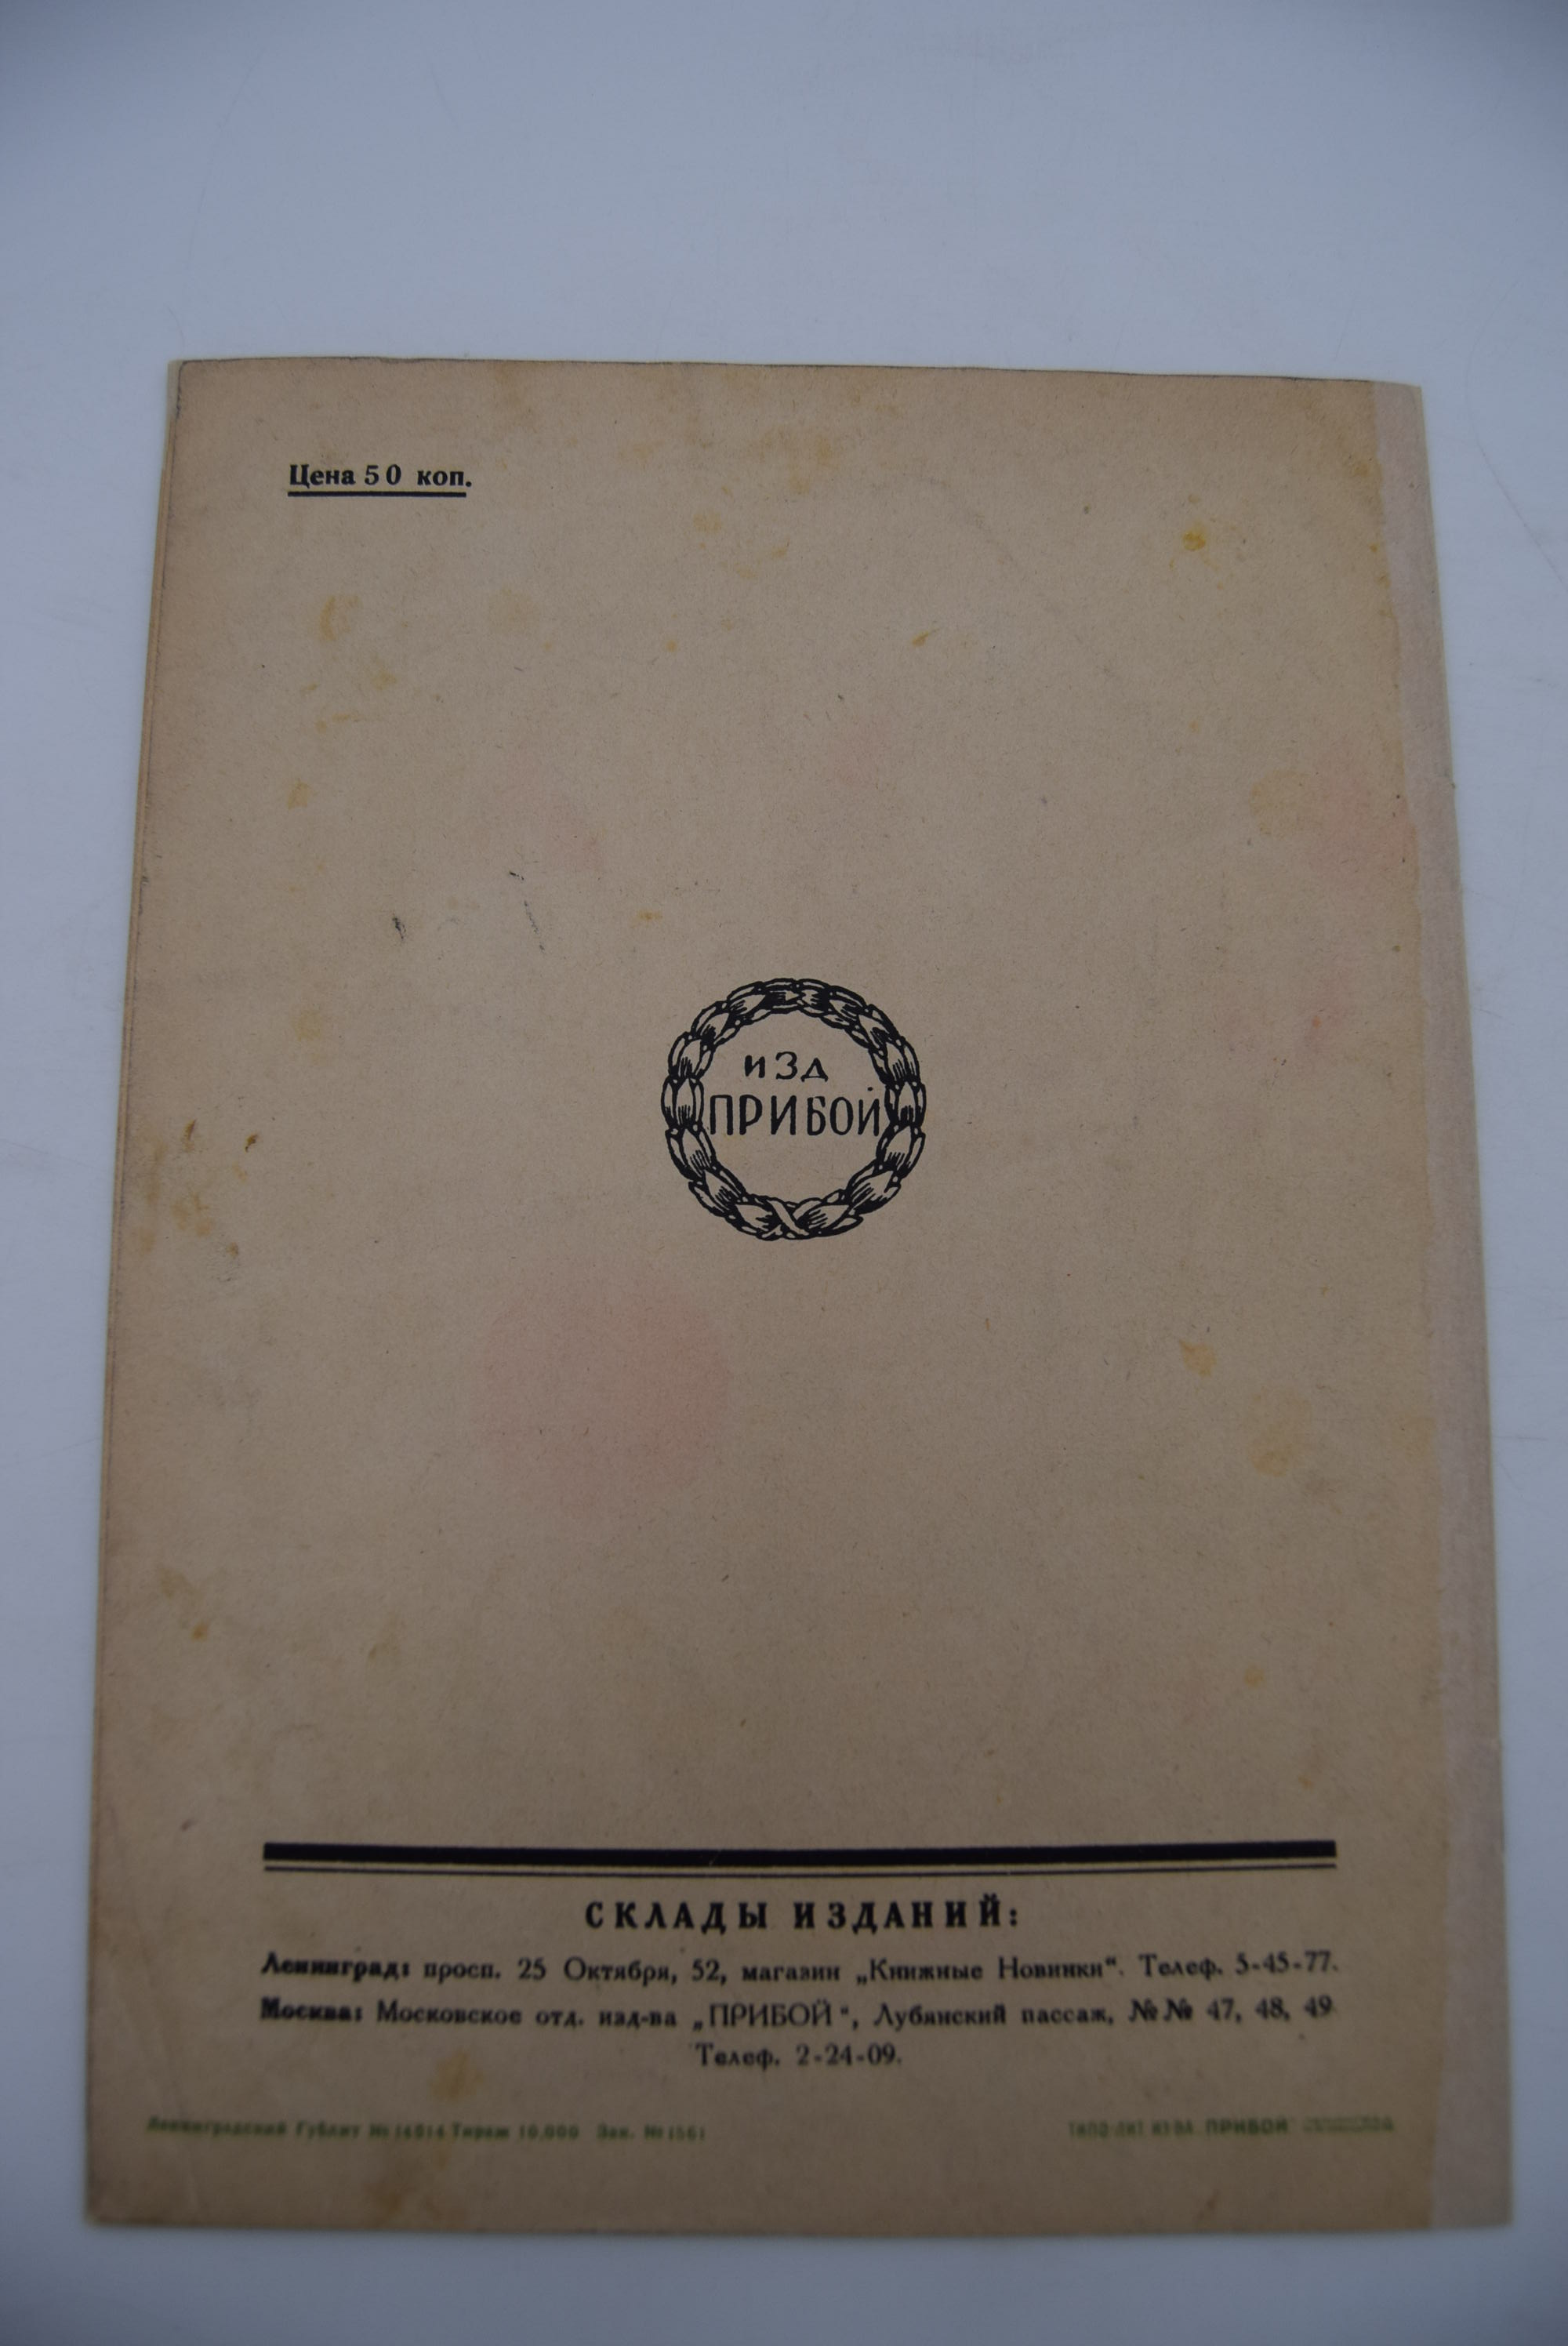 Цена 50 коп.
ИЗД
ПРИБОЙ
СКЛАДЫ ИЗДАНИЙ:
Ленинград: просп. 25 Октября, 52, магазин „Книжные Новинки“. Телеф. 5-45-77.
Москва: Московское отд. изд-ва „ПРИБОЙ“, Лубянский пассаж, №№ 47, 48, 49
Телеф. 2-24-09.
Ленинградский Гублит № Тираж 10,000 Зак. № 1561
ПРИБОЙ